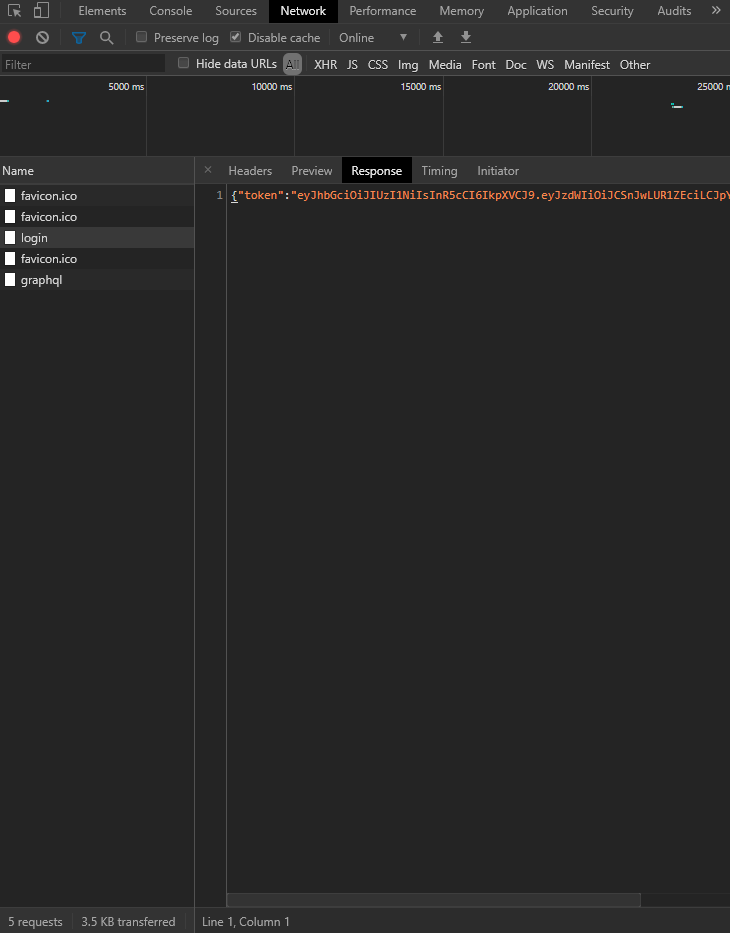 Elements Console Sources Network Performance Memory Application Security Audits »
Preserve log Disable cache Online
Filter Hide data URLs All XHR JS CSS Img Media Font Doc WS Manifest Other
5000 ms 10000 ms 15000 ms 20000 ms 25000 m
Name × Headers Preview Response Timing Initiator
favicon.ico
favicon.ico
login
favicon.ico
graphql
1 {"token":"eyJhbGciOiJIUzI1NiIsInR5cCI6IkpXVCJ9.eyJzdWIiOiJCSnJwLUR1ZEciLCJpY
5 requests 3.5 KB transferred Line 1, Column 1